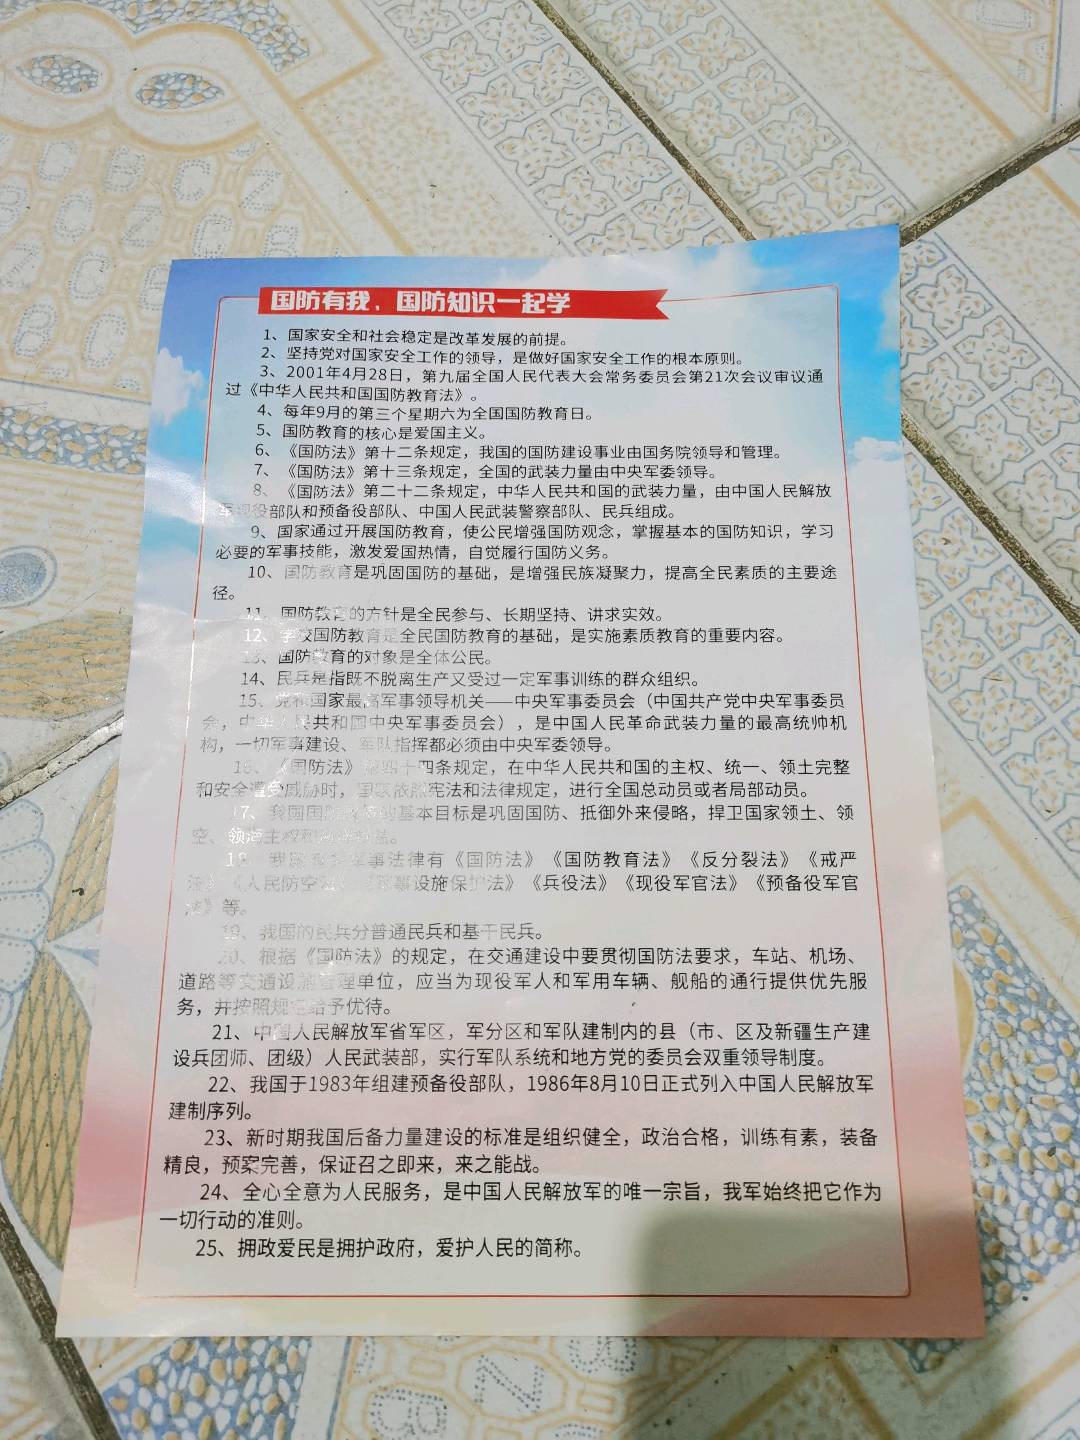 国防有我，国防知识一起学
1、国家安全和社会稳定是改革发展的前提。
2、坚持党对国家安全工作的领导，是做好国家安全工作的根本原则。
3、2001年4月28日，第九届全国人民代表大会常务委员会第21次会议审议通
过《中华人民共和国国防教育法》。
4、每年9月的第三个星期六为全国国防教育日。
5、国防教育的核心是爱国主义。
6、《国防法》第十二条规定，我国的国防建设事业由国务院领导和管理。
7、《国防法》第十三条规定，全国的武装力量由中央军委领导。
8、《国防法》第二十二条规定，中华人民共和国的武装力量，由中国人民解放
军现役部队和预备役部队、中国人民武装警察部队、民兵组成。
9、国家通过开展国防教育，使公民增强国防观念，掌握基本的国防知识，学习
必要的军事技能，激发爱国热情，自觉履行国防义务。
10、国防教育是巩固国防的基础，是增强民族凝聚力，提高全民素质的主要途
径。
11、国防教育的方针是全民参与、长期坚持、讲求实效。
12、学校国防教育是全民国防教育的基础，是实施素质教育的重要内容。
13、国防教育的对象是全体公民。
14、民兵是指既不脱离生产又受过一定军事训练的群众组织。
15、党和国家最高军事领导机关——中央军事委员会（中国共产党中央军事委员
会，中华人民共和国中央军事委员会），是中国人民革命武装力量的最高统帅机
构，一切军事建设、军队指挥都必须由中央军委领导。
16、《国防法》第四十四条规定，在中华人民共和国的主权、统一、领土完整
和安全遭受威胁时，国家依照宪法和法律规定，进行全国总动员或者局部动员。
17、我国国防的基本目标是巩固国防、抵御外来侵略，捍卫国家领土、领
空、领海主权和
18、我国军事法律有《国防法》《国防教育法》《反分裂法》《戒严
法》《人民防空法》《军事设施保护法》《兵役法》《现役军官法》《预备役军官
法》等。
19、我国的民兵分普通民兵和基干民兵。
20、根据《国防法》的规定，在交通建设中要贯彻国防法要求，车站、机场、
道路等交通设施管理单位，应当为现役军人和军用车辆、舰船的通行提供优先服
务，并按照规定给予优待。
21、中国人民解放军省军区，军分区和军队建制内的县（市、区及新疆生产建
设兵团师、团级）人民武装部，实行军队系统和地方党的委员会双重领导制度。
22、我国于1983年组建预备役部队，1986年8月10日正式列入中国人民解放军
建制序列。
23、新时期我国后备力量建设的标准是组织健全，政治合格，训练有素，装备
精良，预案完善，保证召之即来，来之能战。
24、全心全意为人民服务，是中国人民解放军的唯一宗旨，我军始终把它作为
一切行动的准则。
25、拥政爱民是拥护政府，爱护人民的简称。